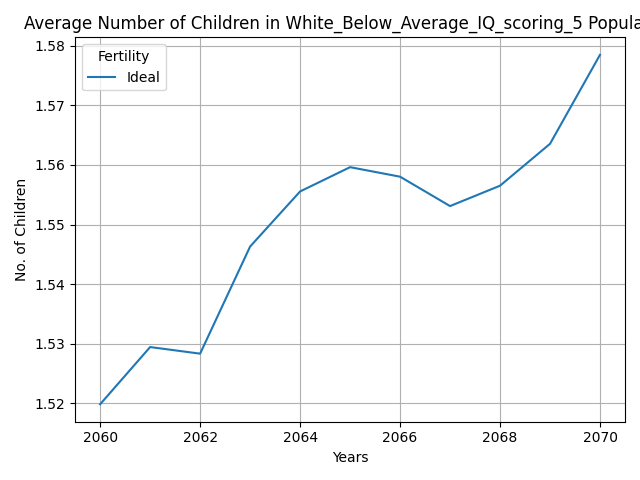 Average Number of Children in White_Below_Average_IQ_scoring_5 Popula
1.58
1.57
1.56
1.55
1.54
1.53
1.52
Fertility
Ideal
No. of Children
2060 2062 2064 2066 2068 2070
Years